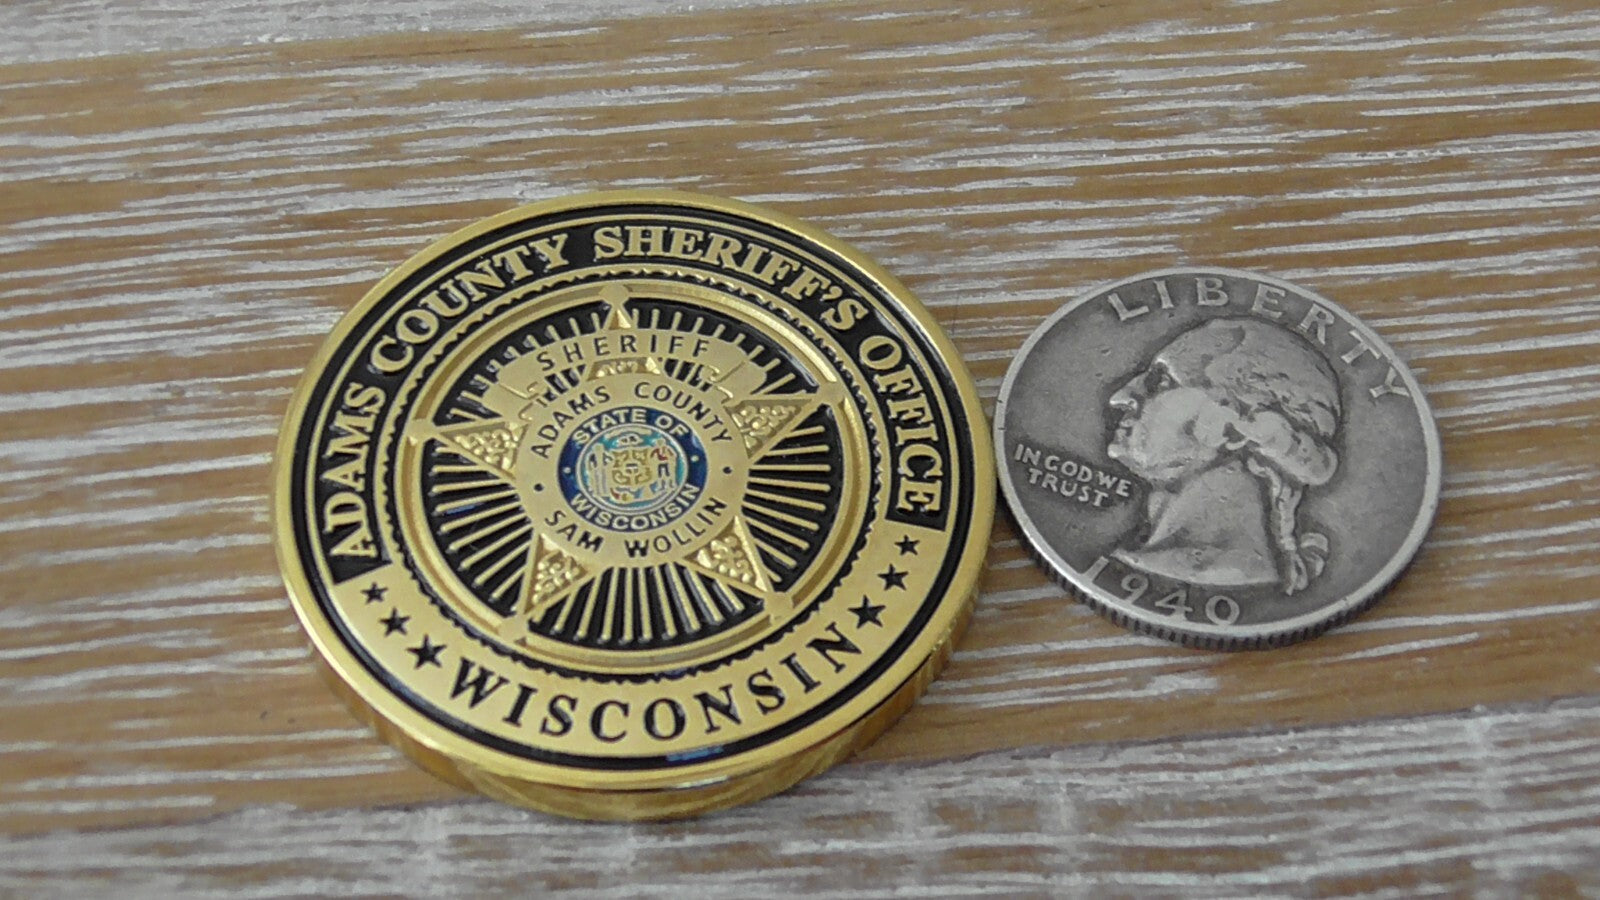 ADAMS COUNTY SHERIFF'S OFFICE
SHERIFF
ADAMS COUNTY
STATE OF
WISCONSIN
SAM WOLLIN
WISCONSIN
LIBERTY
IN GOD WE
TRUST
1940